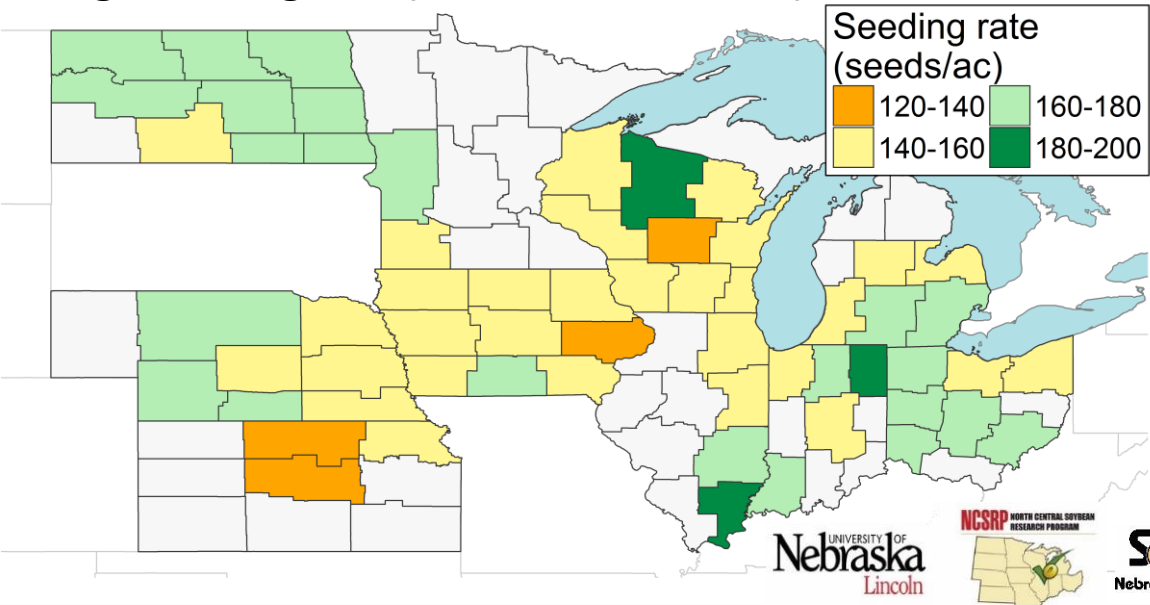 Seeding rate
(seeds/ac)
120-140 160-180
140-160 180-200
NCSRP NORTH CENTRAL SOYBEAN
RESEARCH PROGRAM
UNIVERSITY OF
Nebraska
Lincoln
Nebr